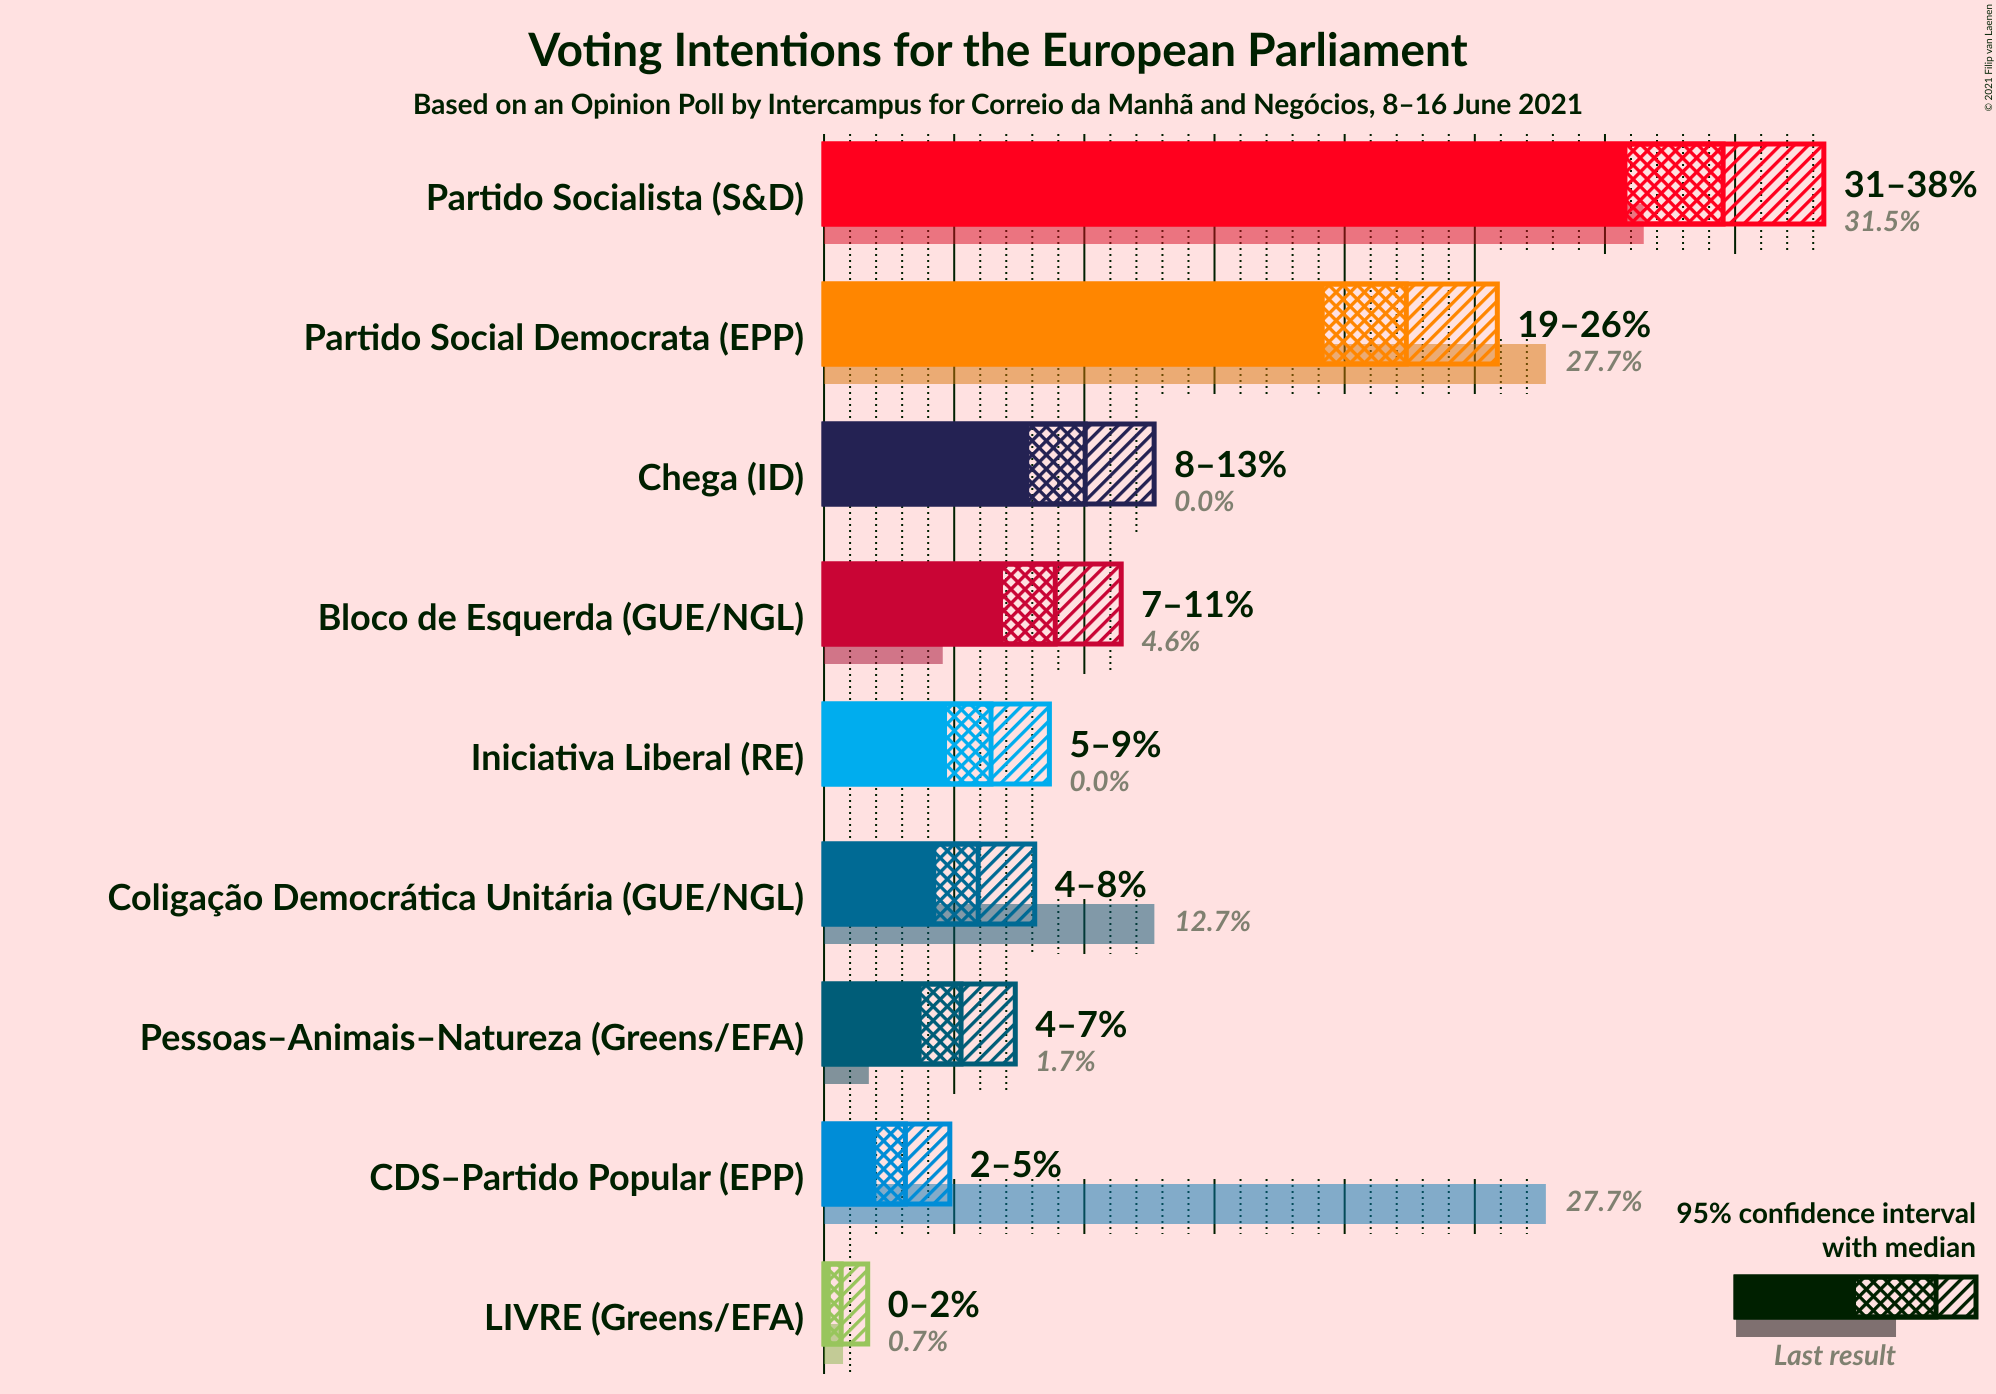 Voting Intentions for the European Parliament
Based on an Opinion Poll by Intercampus for Correio da Manhã and Negócios, 8–16 June 2021
© 2021 Filip van Laenen
Partido Socialista (S&D)
31–38%
31.5%
Partido Social Democrata (EPP)
19–26%
27.7%
Chega (ID)
8–13%
0.0%
Bloco de Esquerda (GUE/NGL)
7–11%
4.6%
Iniciativa Liberal (RE)
5–9%
0.0%
Coligação Democrática Unitária (GUE/NGL)
4–8%
12.7%
Pessoas–Animais–Natureza (Greens/EFA)
4–7%
1.7%
CDS–Partido Popular (EPP)
2–5%
27.7%
LIVRE (Greens/EFA)
0–2%
0.7%
95% confidence interval
with median
Last result